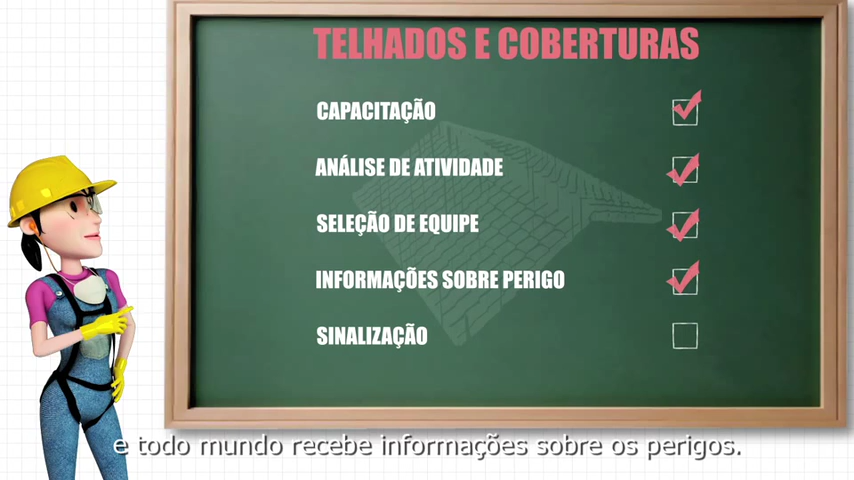 TELHADOS E COBERTURAS
CAPACITAÇÃO
ANÁLISE DE ATIVIDADE
SELEÇÃO DE EQUIPE
INFORMAÇÕES SOBRE PERIGO
SINALIZAÇÃO
e todo mundo recebe informações sobre os perigos.